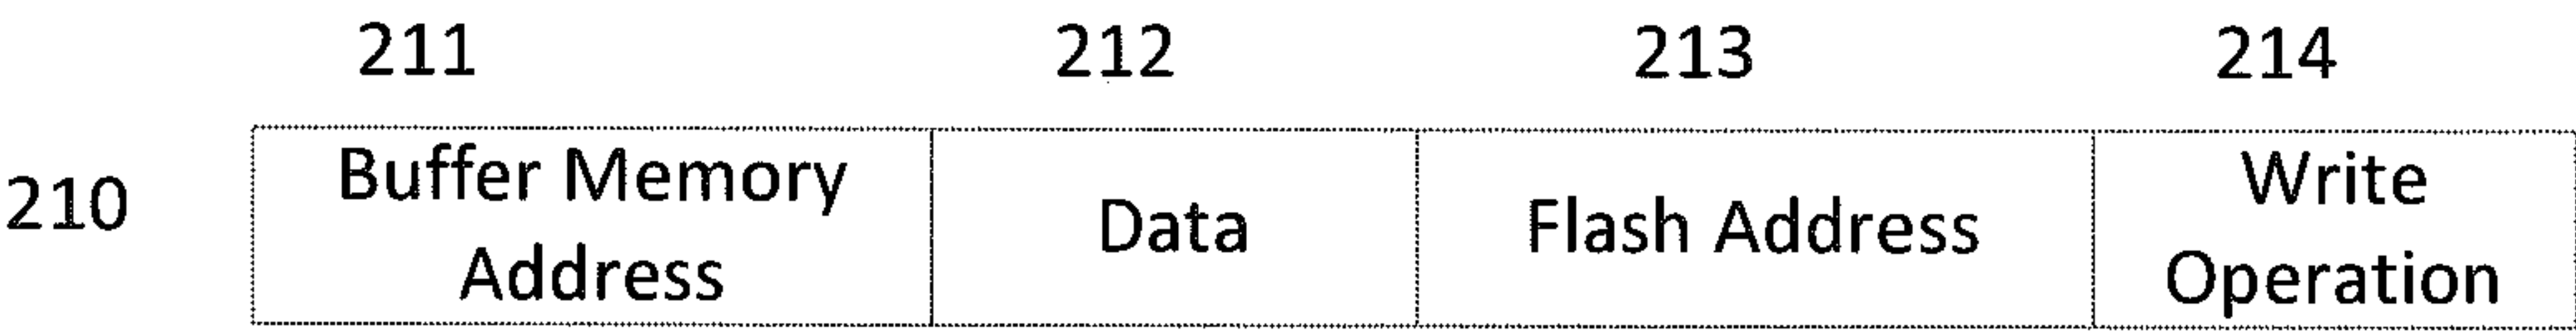 211 212 213 214
210
Buffer Memory
Address
Data
Flash Address
Write
Operation